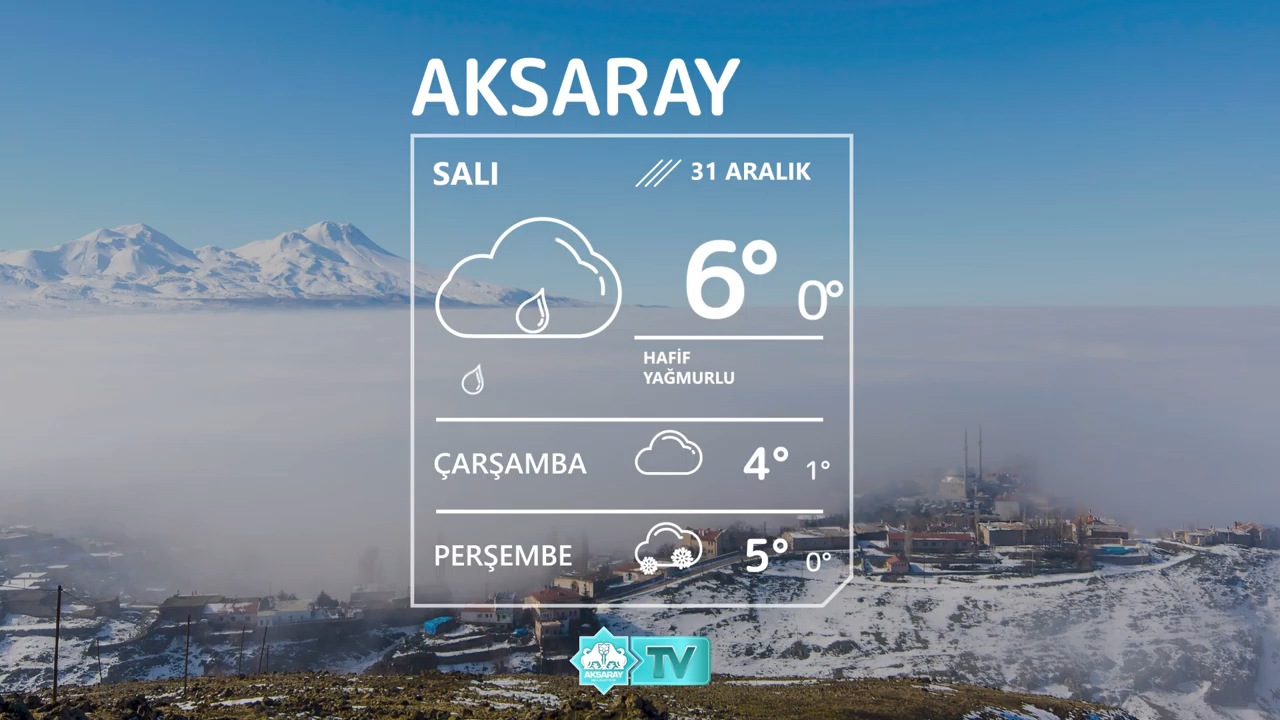 AKSARAY
SALI
31 ARALIK
6° 0°
HAFİF
YAĞMURLU
ÇARŞAMBA 4° 1°
PERŞEMBE 5° 0°
AKSARAY
TV